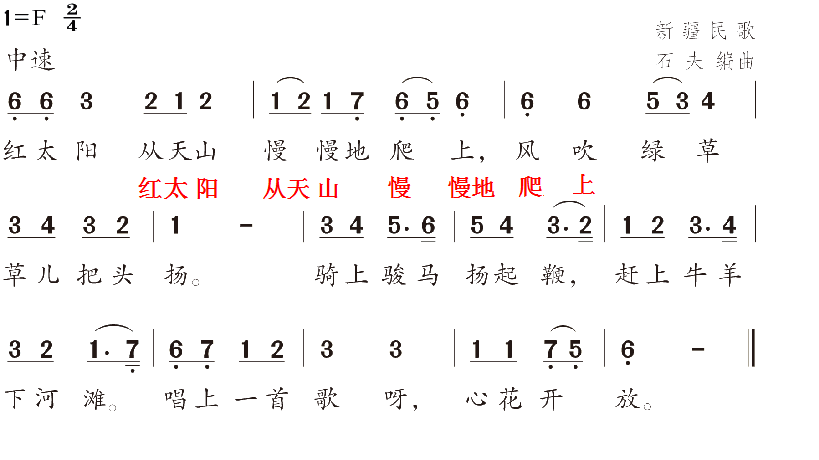 1=F 2/4
新疆民歌
中速
石夫编曲
6 6 3 2 1 2 | 1 2 1 7 6 5 6 | 6 6 5 3 4 |
红太阳 从天山 慢慢地爬 上，风吹绿草
红太阳 从天山 慢 慢地爬 上
3 4 3 2 | 1 - | 3 4 5. 6 | 5 4 3. 2 | 1 2 3. 4 |
草儿把头扬。 骑上骏马扬起鞭，赶上牛羊
3 2 1. 7 | 6 7 1 2 | 3 3 | 1 1 7 5 | 6 - ‖
下河滩。 唱上一首歌呀， 心花开放。